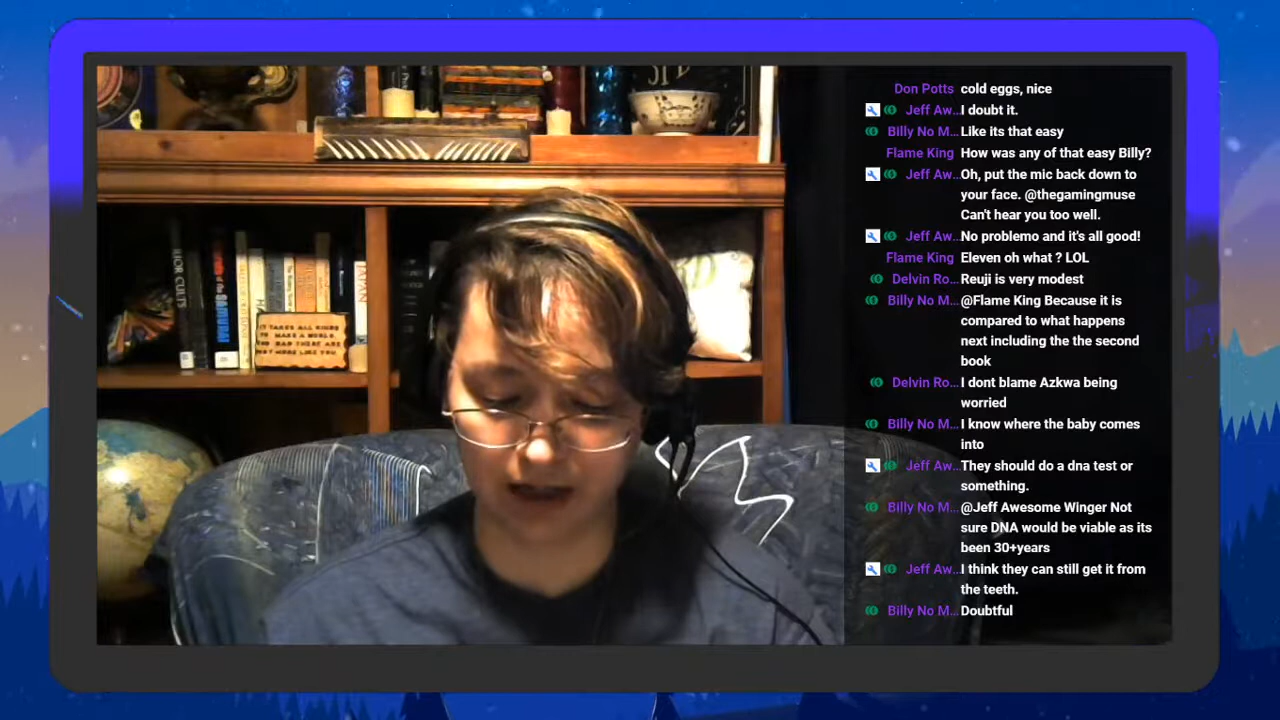 Don Potts cold eggs, nice
Jeff Aw... I doubt it.
Billy No M... Like its that easy
Flame King How was any of that easy Billy?
Jeff Aw... Oh, put the mic back down to
your face. @thegamingmuse
Can't hear you too well.
Jeff Aw... No problemo and it's all good!
Flame King Eleven oh what ? LOL
Delvin Ro... Reuji is very modest
Billy No M... @Flame King Because it is
compared to what happens
next including the the second
book
Delvin Ro... I dont blame Azkwa being
worried
Billy No M... I know where the baby comes
into
Jeff Aw... They should do a dna test or
something.
Billy No M... @Jeff Awesome Winger Not
sure DNA would be viable as its
been 30+years
Jeff Aw... I think they can still get it from
the teeth.
Billy No M... Doubtful
SAMURAI
IT TAKES ALL KINDS
TO MAKE A WORLD.
TOO BAD THERE ARE
NOT MORE LIKE YOU.